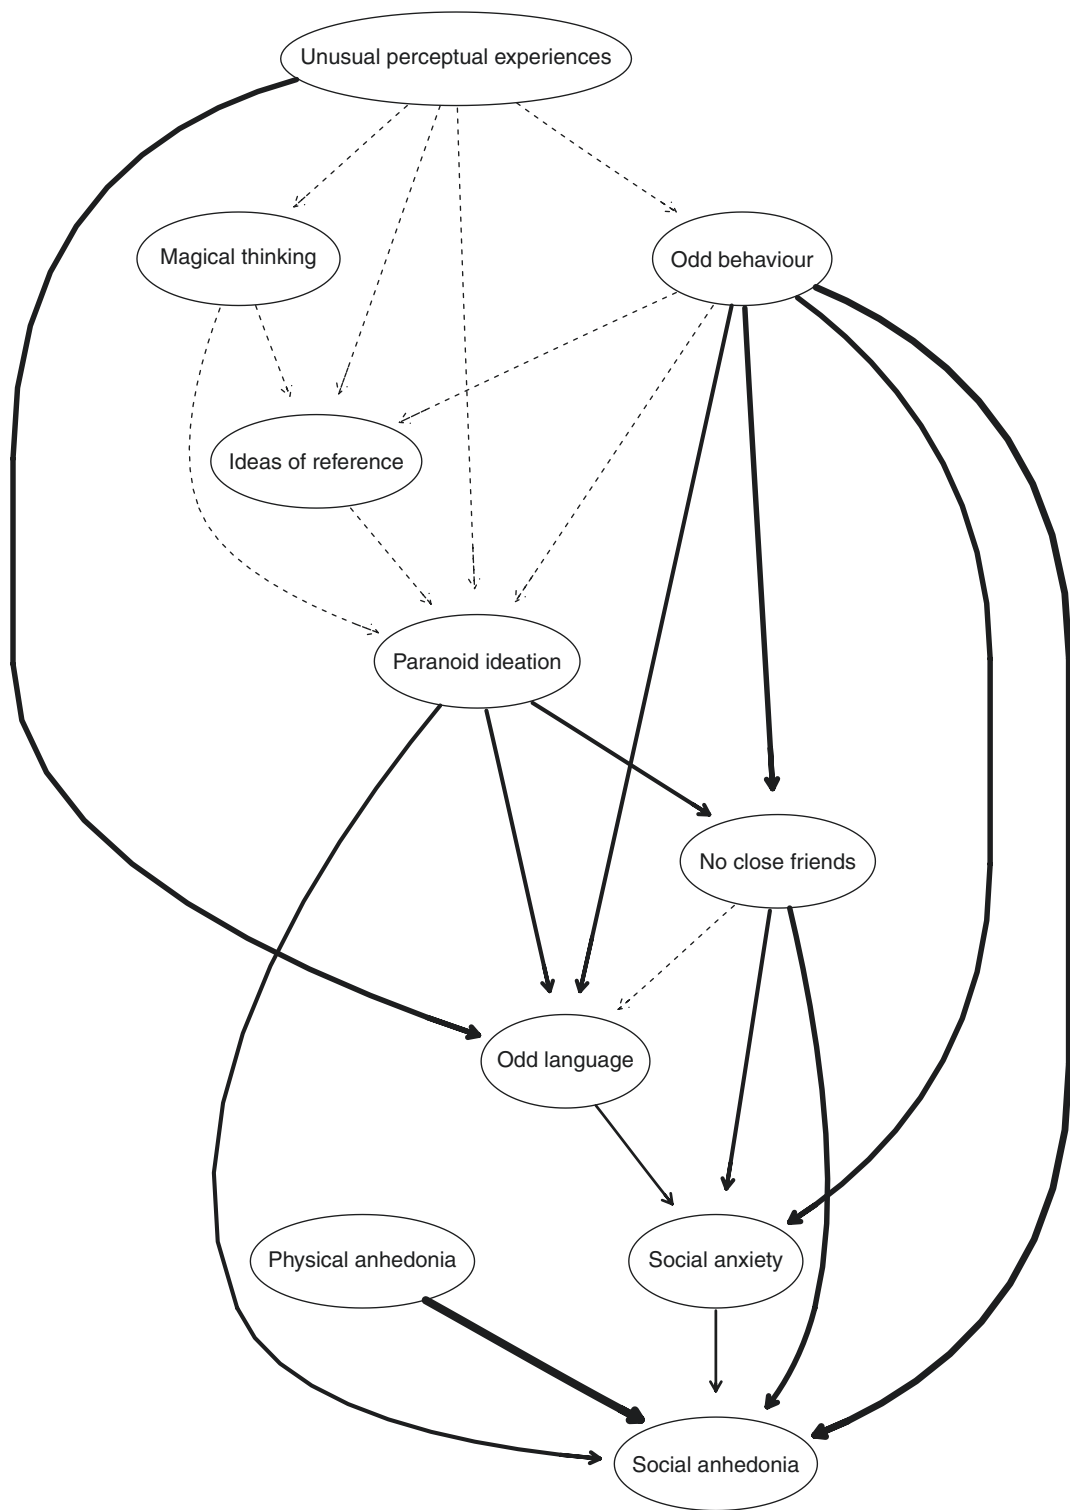 Unusual perceptual experiences
Magical thinking
Odd behaviour
Ideas of reference
Paranoid ideation
No close friends
Odd language
Physical anhedonia
Social anxiety
Social anhedonia